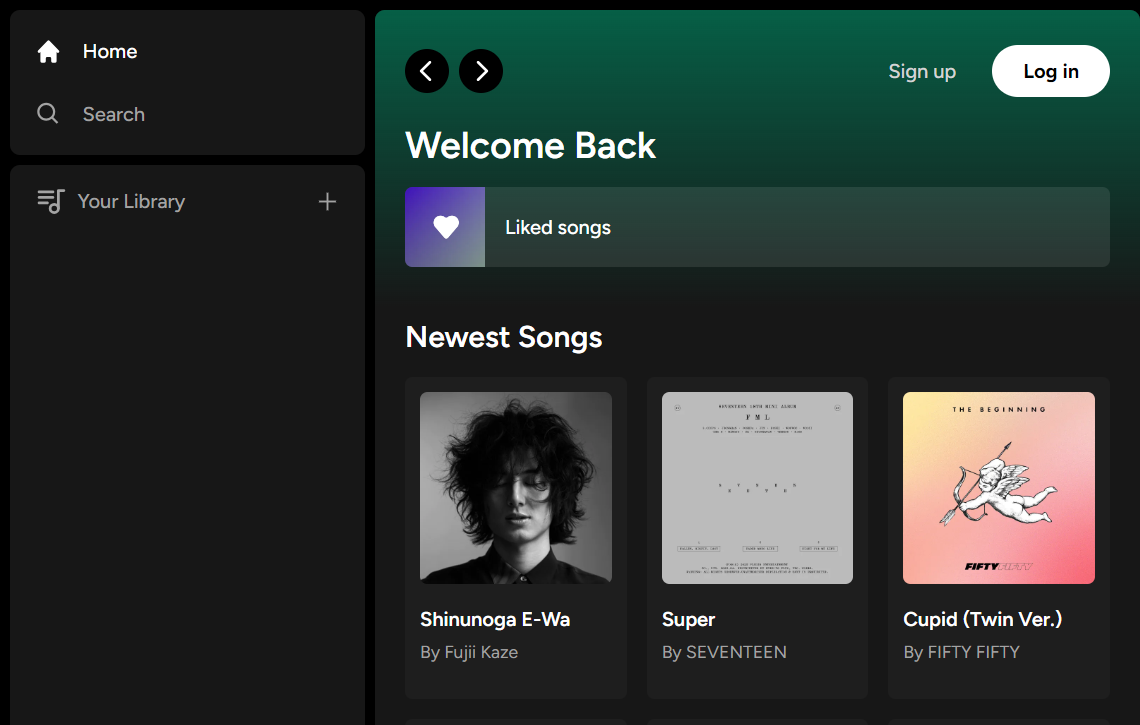 Home
Search
Your Library
Sign up
Log in
Welcome Back
Liked songs
Newest Songs
SEVENTEEN 10TH MINI ALBUM
FML
THE BEGINNING
FIFTY FIFTY
Shinunoga E-Wa
By Fujii Kaze
Super
By SEVENTEEN
Cupid (Twin Ver.)
By FIFTY FIFTY